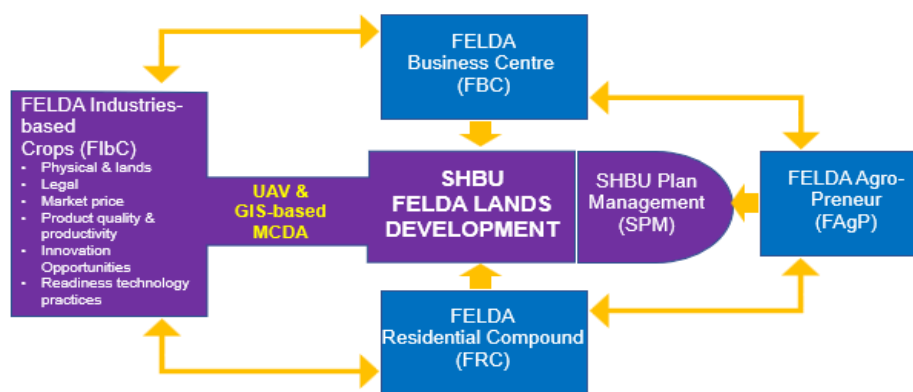 FELDA
Business Centre
(FBC)
FELDA Industries-
based
Crops (FIbC)
• Physical & lands
• Legal
• Market price
• Product quality &
productivity
• Innovation
Opportunities
• Readiness technology
practices
UAV &
GIS-based
MCDA
SHBU
FELDA LANDS
DEVELOPMENT
SHBU Plan
Management
(SPM)
FELDA Agro-
Preneur
(FAgP)
FELDA
Residential Compound
(FRC)